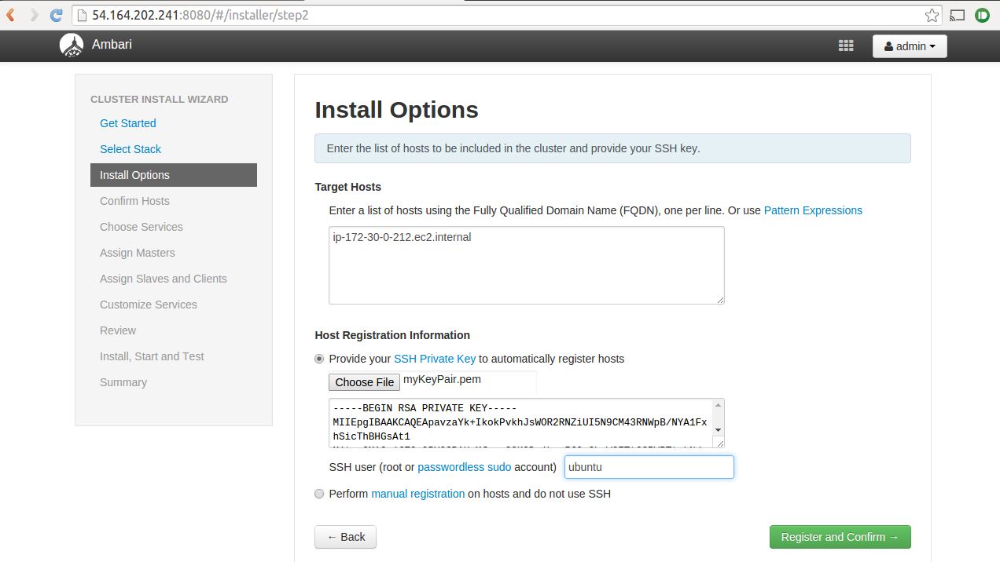 54.164.202.241:8080/#/installer/step2
Ambari
admin
CLUSTER INSTALL WIZARD
Get Started
Select Stack
Install Options
Confirm Hosts
Choose Services
Assign Masters
Assign Slaves and Clients
Customize Services
Review
Install, Start and Test
Summary
Install Options
Enter the list of hosts to be included in the cluster and provide your SSH key.
Target Hosts
Enter a list of hosts using the Fully Qualified Domain Name (FQDN), one per line. Or use Pattern Expressions
ip-172-30-0-212.ec2.internal
Host Registration Information
Provide your SSH Private Key to automatically register hosts
Choose File myKeyPair.pem
-----BEGIN RSA PRIVATE KEY-----
MIIEpgIBAAKCAQEApavzaYk+IkokPvkhJsWOR2RNZiUI5N9CM43RNWpB/NYA1Fx
hSicThBHGsAt1
SSH user (root or passwordless sudo account) ubuntu
Perform manual registration on hosts and do not use SSH
← Back
Register and Confirm →